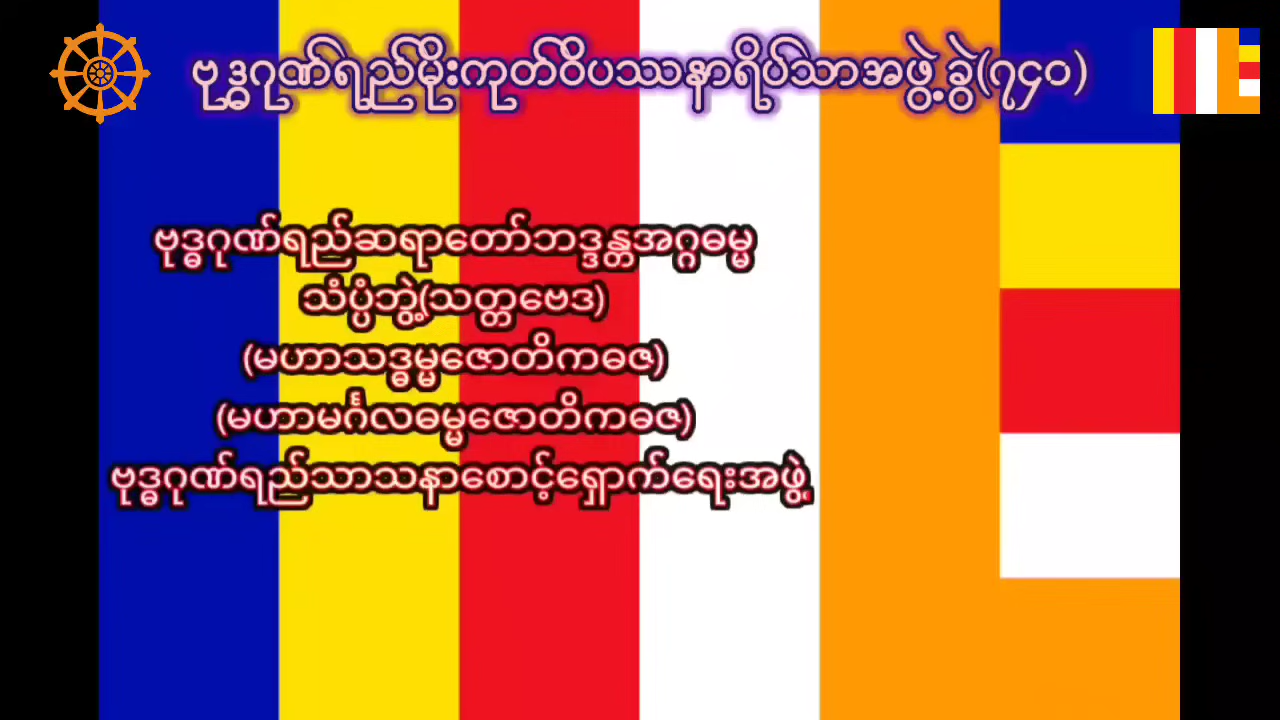 ဗုဒ္ဓဂုဏ်ရည်မိုးကုတ်ဝိပဿနာရိပ်သာအဖွဲ့ခွဲ(၇၄၀)
ဗုဒ္ဓဂုဏ်ရည်ဆရာတော်ဘဒ္ဒန္တအဂ္ဂဓမ္မ
သံပ္ပံဘွဲ့(သတ္တဗေဒ)
(မဟာသဒ္ဓမ္မဇောတိကဓဇ)
(မဟာမင်္ဂလဓမ္မဇောတိကဓဇ)
ဗုဒ္ဓဂုဏ်ရည်သာသနာစောင့်ရှောက်ရေးအဖွဲ့